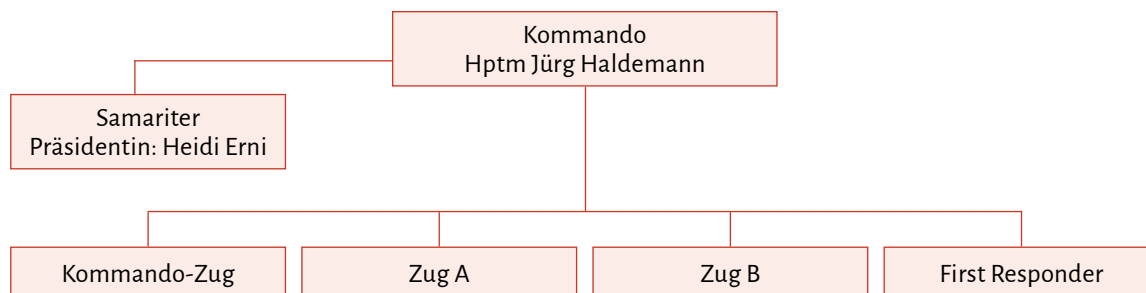 Kommando
Hptm Jürg Haldemann
Samariter
Präsidentin: Heidi Erni
Kommando-Zug
Zug A
Zug B
First Responder